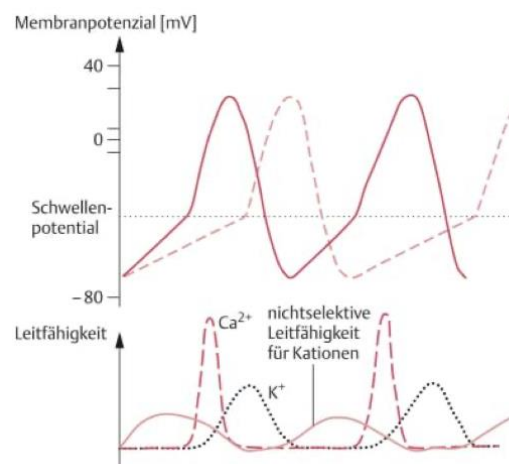 Membranpotenzial [mV]
40
0
Schwellen-
potential
–80
Leitfähigkeit
Ca²⁺
nichtselektive
Leitfähigkeit
für Kationen
K⁺